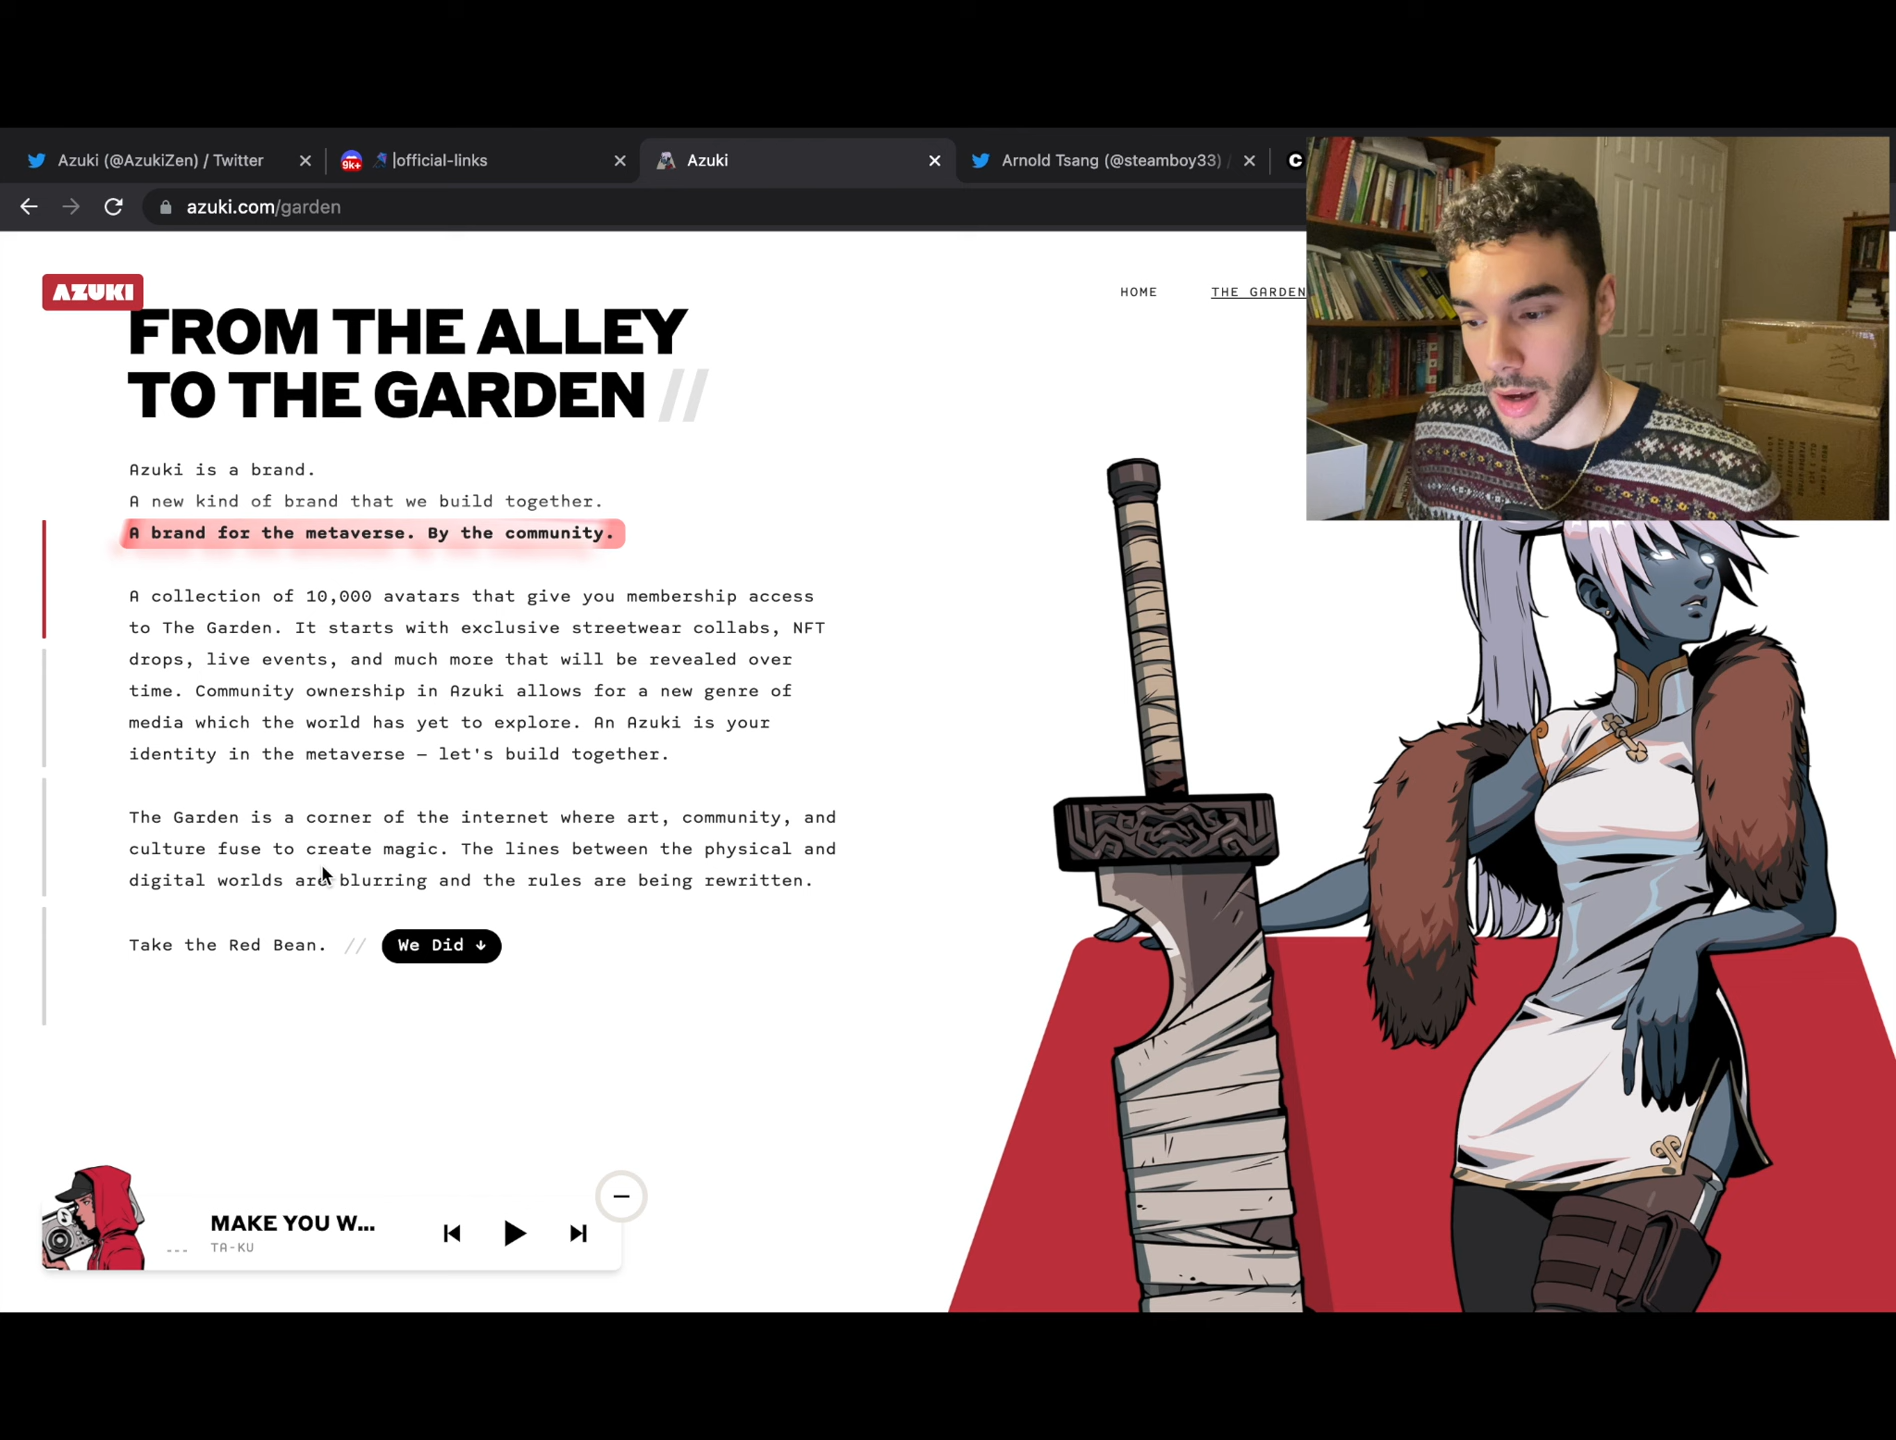 Azuki (@AzukiZen) / Twitter
9k+
|official-links
Azuki
Arnold Tsang (@steamboy33) /
azuki.com/garden
AZUKI
HOME
THE GARDEN
FROM THE ALLEY
TO THE GARDEN //
Azuki is a brand.
A new kind of brand that we build together.
A brand for the metaverse. By the community.
A collection of 10,000 avatars that give you membership access
to The Garden. It starts with exclusive streetwear collabs, NFT
drops, live events, and much more that will be revealed over
time. Community ownership in Azuki allows for a new genre of
media which the world has yet to explore. An Azuki is your
identity in the metaverse – let's build together.
The Garden is a corner of the internet where art, community, and
culture fuse to create magic. The lines between the physical and
digital worlds are blurring and the rules are being rewritten.
Take the Red Bean. // We Did ↓
MAKE YOU W...
TA-KU
---